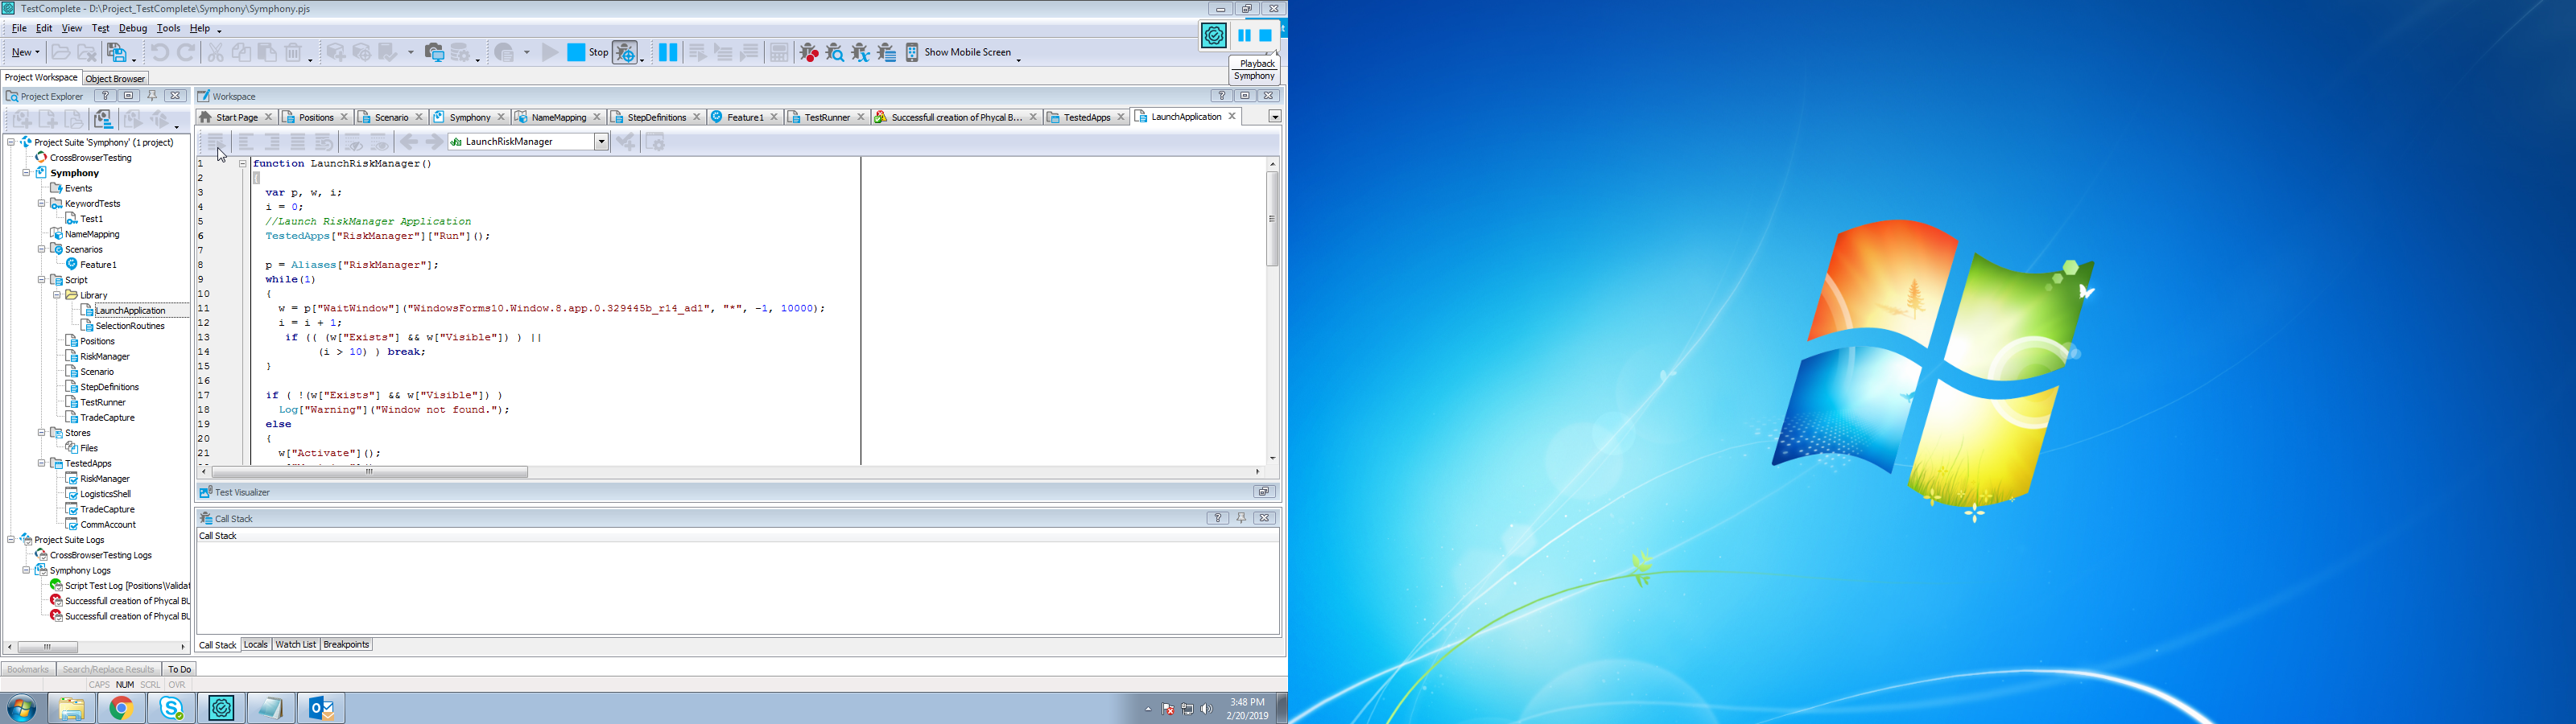 TestComplete - D:\Project_TestComplete\Symphony\Symphony.pjs
File Edit View Test Debug Tools Help
New
Stop
Show Mobile Screen
Playback
Symphony
Project Workspace Object Browser
Project Explorer
Workspace
Start Page Positions Scenario Symphony NameMapping StepDefinitions Feature1 TestRunner Successfull creation of Phycal B... TestedApps LaunchApplication
LaunchRiskManager
Project Suite 'Symphony' (1 project)
CrossBrowserTesting
Symphony
Events
KeywordTests
Test1
NameMapping
Scenarios
Feature1
Script
Library
LaunchApplication
SelectionRoutines
Positions
RiskManager
Scenario
StepDefinitions
TestRunner
TradeCapture
Stores
Files
TestedApps
RiskManager
LogisticsShell
TradeCapture
CommAccount
Project Suite Logs
CrossBrowserTesting Logs
Symphony Logs
Script Test Log [Positions\Validat
Successfull creation of Phycal BU
Successfull creation of Phycal BU
1 function LaunchRiskManager()
2 {
3 var p, w, i;
4 i = 0;
5 //Launch RiskManager Application
6 TestedApps["RiskManager"]["Run"]();
7
8 p = Aliases["RiskManager"];
9 while(1)
10 {
11 w = p["WaitWindow"]("WindowsForms10.Window.8.app.0.329445b_r14_ad1", "*", -1, 10000);
12 i = i + 1;
13 if (( (w["Exists"] && w["Visible"]) ) ||
14 (i > 10) ) break;
15 }
16
17 if ( !(w["Exists"] && w["Visible"]) )
18 Log["Warning"]("Window not found.");
19 else
20 {
21 w["Activate"]();
Test Visualizer
Call Stack
Call Stack
Call Stack Locals Watch List Breakpoints
Bookmarks Search/Replace Results To Do
CAPS NUM SCRL OVR
3:48 PM
2/20/2019